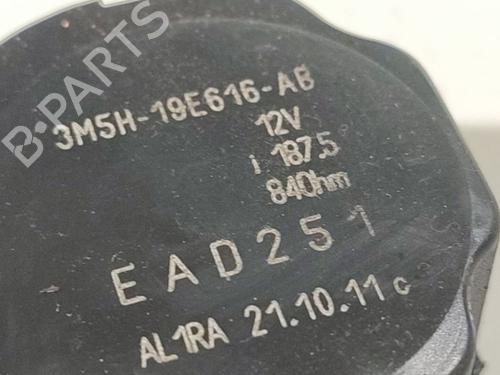 B-PARTS
3M5H-19E616-AB
12V
i 187.5
84Ohm
EAD251
AL1RA 21.10.11 c